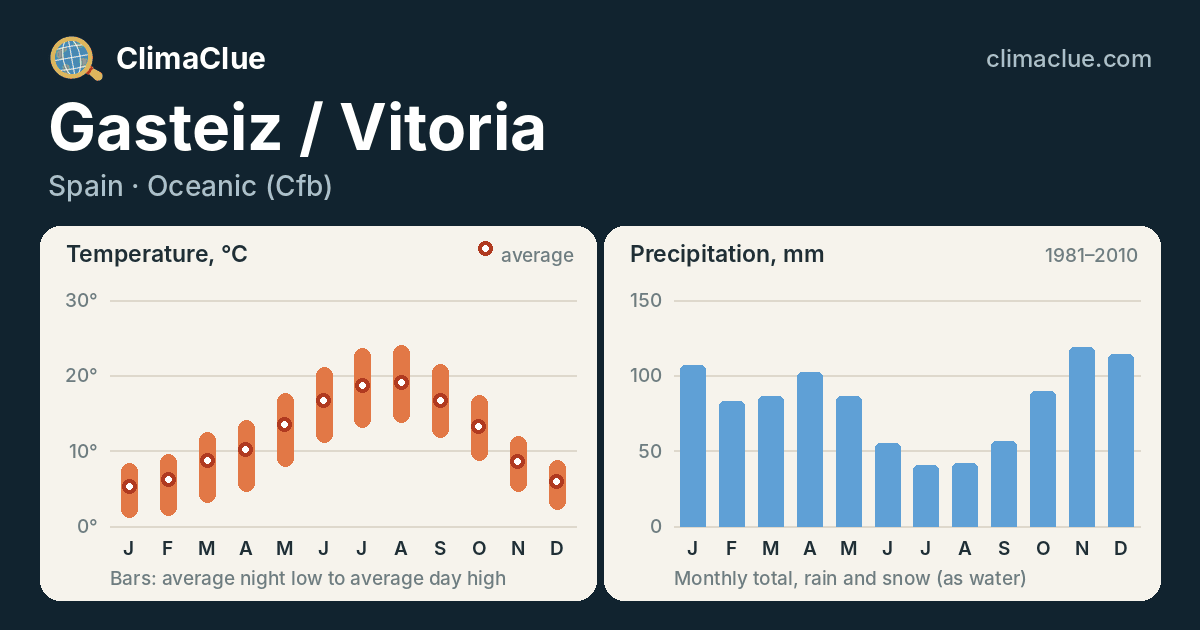 ClimaClue
climaclue.com
Gasteiz / Vitoria
Spain · Oceanic (Cfb)
Temperature, °C
average
30°
20°
10°
0°
J F M A M J J A S O N D
Bars: average night low to average day high
Precipitation, mm
1981–2010
150
100
50
0
J F M A M J J A S O N D
Monthly total, rain and snow (as water)